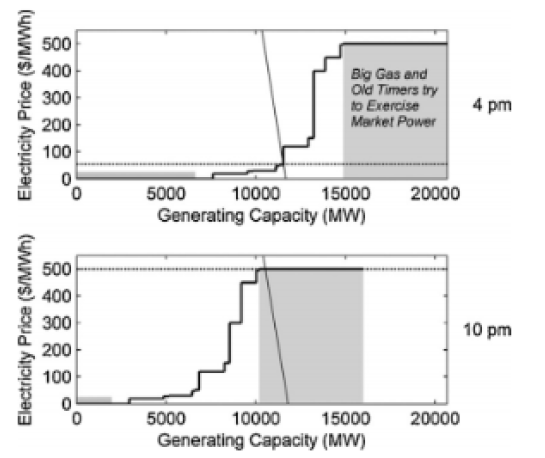 Electricity Price ($/MWh)
500
400
300
200
100
0
Big Gas and
Old Timers try
to Exercise
Market Power
4 pm
0 5000 10000 15000 20000
Generating Capacity (MW)
Electricity Price ($/MWh)
500
400
300
200
100
0
10 pm
0 5000 10000 15000 20000
Generating Capacity (MW)